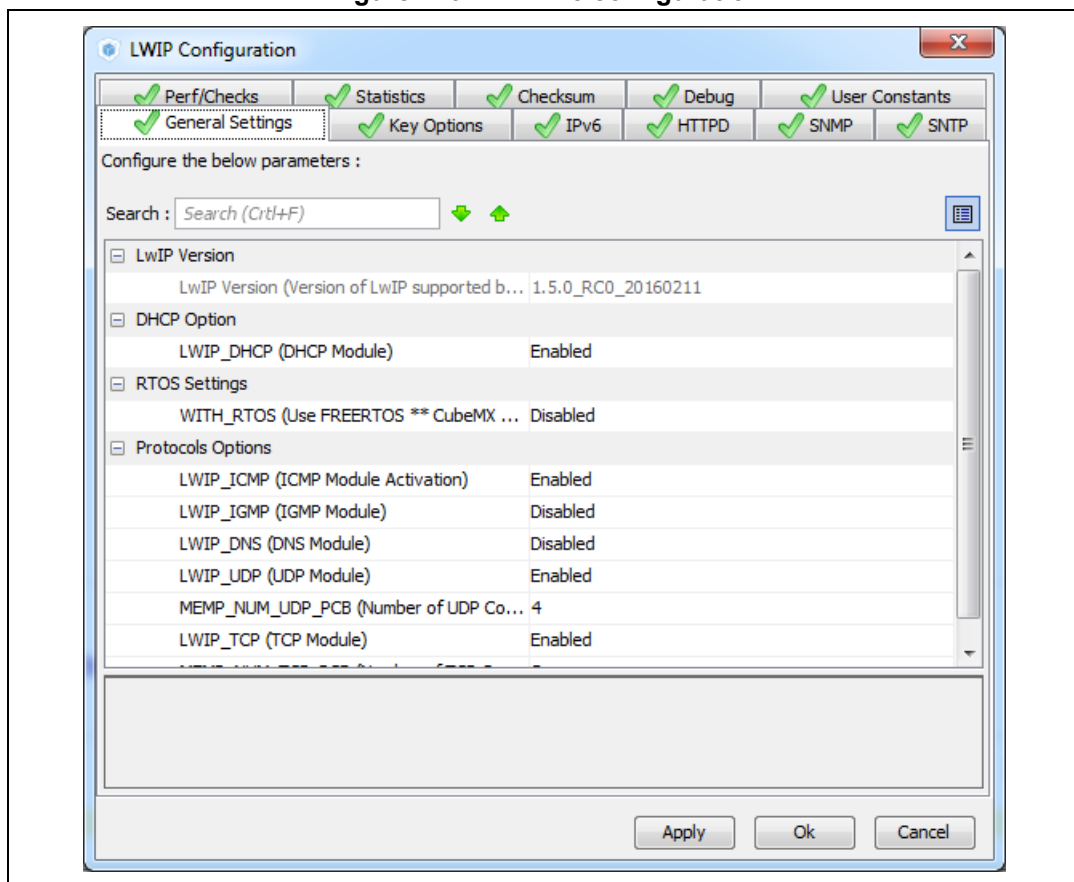 LWIP Configuration
Perf/Checks Statistics Checksum Debug User Constants
General Settings Key Options IPv6 HTTPD SNMP SNTP
Configure the below parameters :
Search : Search (Crtl+F)
LwIP Version
LwIP Version (Version of LwIP supported b... 1.5.0_RC0_20160211
DHCP Option
LWIP_DHCP (DHCP Module) Enabled
RTOS Settings
WITH_RTOS (Use FREERTOS ** CubeMX ... Disabled
Protocols Options
LWIP_ICMP (ICMP Module Activation) Enabled
LWIP_IGMP (IGMP Module) Disabled
LWIP_DNS (DNS Module) Disabled
LWIP_UDP (UDP Module) Enabled
MEMP_NUM_UDP_PCB (Number of UDP Co... 4
LWIP_TCP (TCP Module) Enabled
Apply Ok Cancel